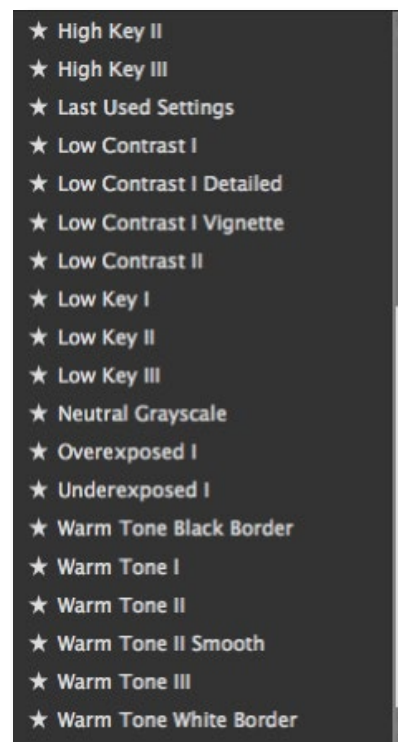 ★ High Key II
★ High Key III
★ Last Used Settings
★ Low Contrast I
★ Low Contrast I Detailed
★ Low Contrast I Vignette
★ Low Contrast II
★ Low Key I
★ Low Key II
★ Low Key III
★ Neutral Grayscale
★ Overexposed I
★ Underexposed I
★ Warm Tone Black Border
★ Warm Tone I
★ Warm Tone II
★ Warm Tone II Smooth
★ Warm Tone III
★ Warm Tone White Border